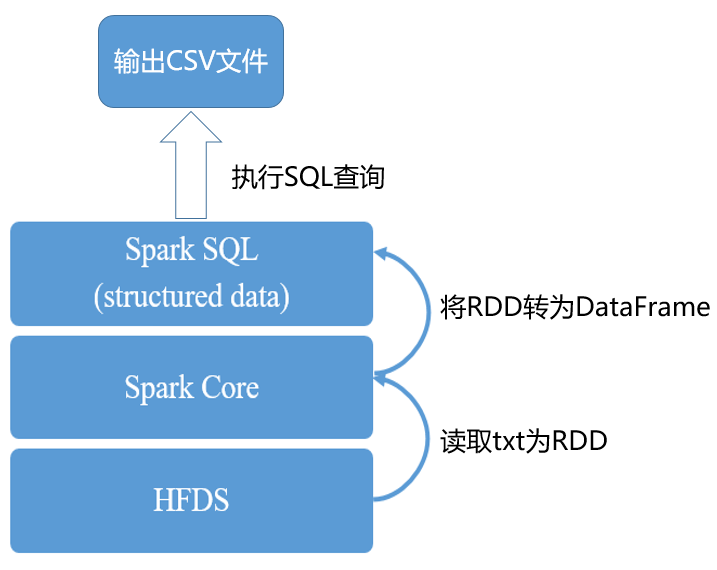 输出CSV文件
执行SQL查询
Spark SQL
(structured data)
将RDD转为DataFrame
Spark Core
读取txt为RDD
HFDS